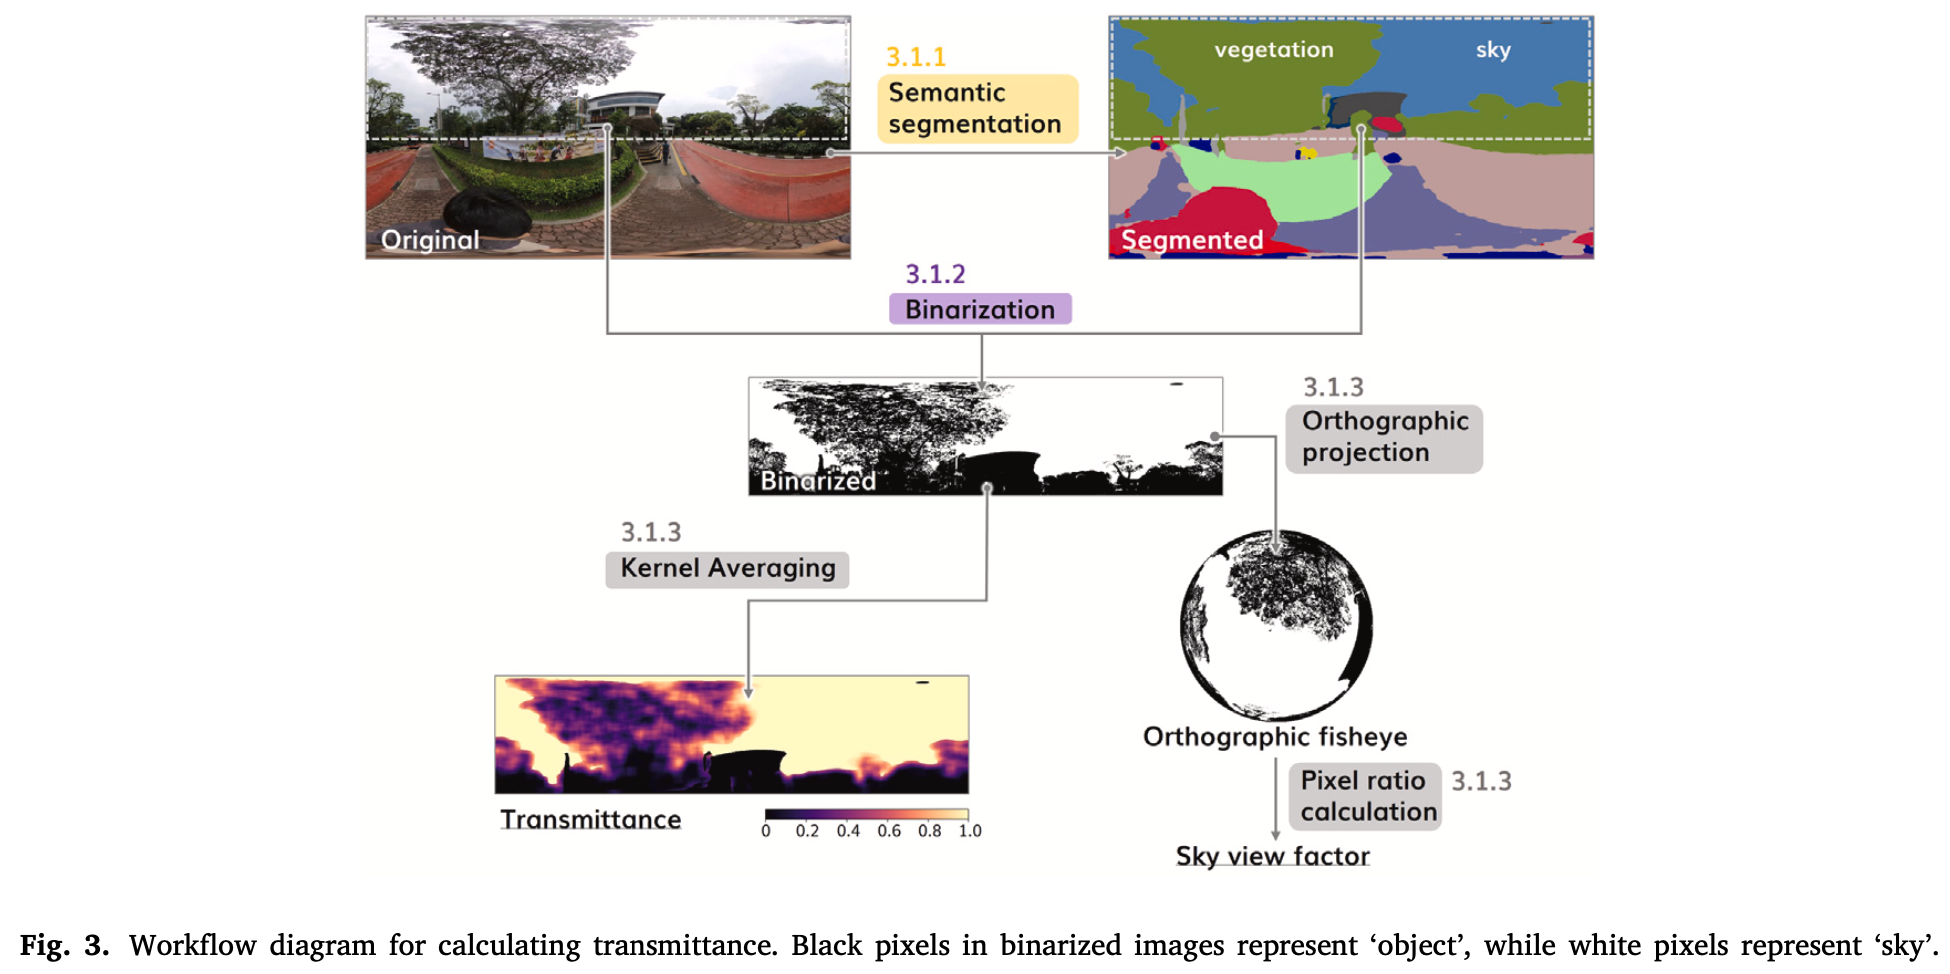 3.1.1
Semantic
segmentation
vegetation
sky
Original
Segmented
3.1.2
Binarization
3.1.3
Orthographic
projection
Binarized
3.1.3
Kernel Averaging
Orthographic fisheye
Pixel ratio
calculation
3.1.3
Transmittance
0 0.2 0.4 0.6 0.8 1.0
Sky view factor
Fig. 3. Workflow diagram for calculating transmittance. Black pixels in binarized images represent ‘object’, while white pixels represent ‘sky’.